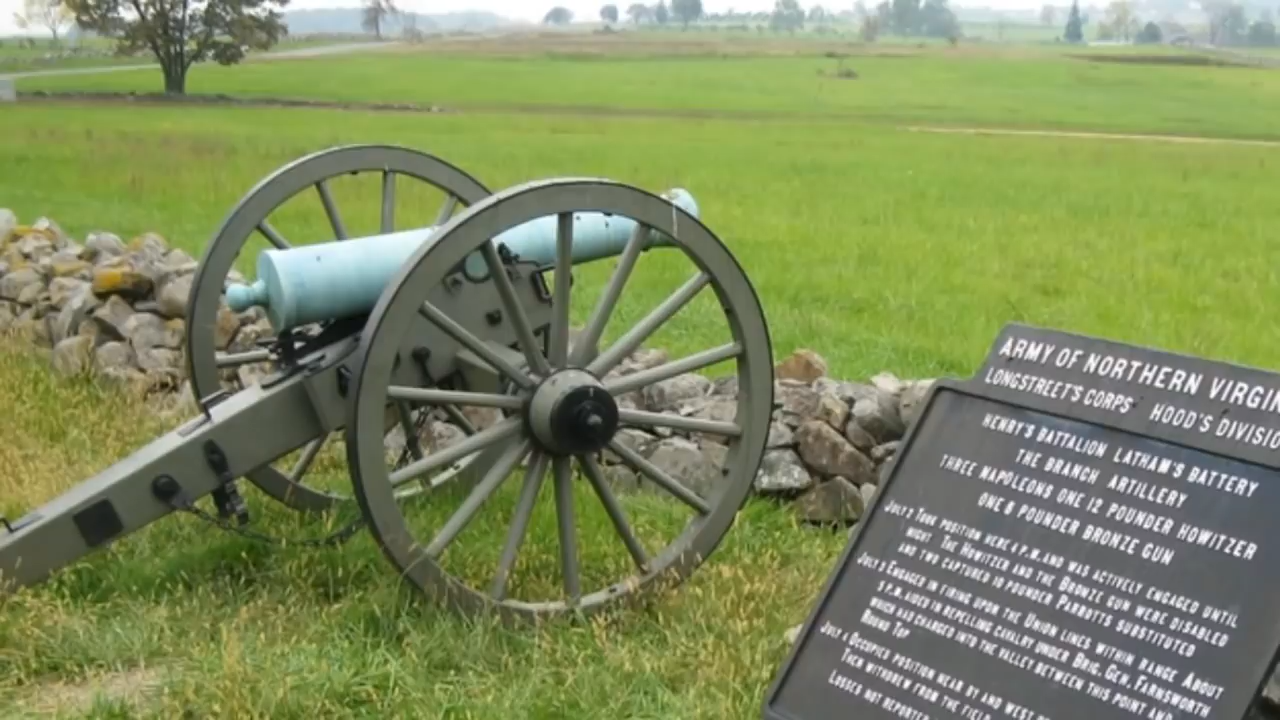 ARMY OF NORTHERN VIRGIN
LONGSTREET'S CORPS HOOD'S DIVISIO
HENRY'S BATTALION LATHAM'S BATTERY
THE BRANCH ARTILLERY
THREE NAPOLEONS ONE 12 POUNDER HOWITZER
ONE 6 POUNDER BRONZE GUN
JULY 2 TOOK POSITION HERE 4 P.M. AND WAS ACTIVELY ENGAGED UNTIL
NIGHT. THE HOWITZER AND THE BRONZE GUN WERE DISABLED
AND TWO CAPTURED 10 POUNDER PARROTTS SUBSTITUTED
JULY 3 ENGAGED IN FIRING UPON THE UNION LINES WITHIN RANGE ABOUT
5 P.M. AIDED IN REPELLING CAVALRY UNDER BRIG. GEN. FARNSWORTH
WHICH HAD CHARGED INTO THE VALLEY BETWEEN THIS POINT AND
ROUND TOP
JULY 4 OCCUPIED POSITION NEAR BY AND WEST
THEN WITHDREW FROM THE FIELD
LOSSES NOT REPORTED